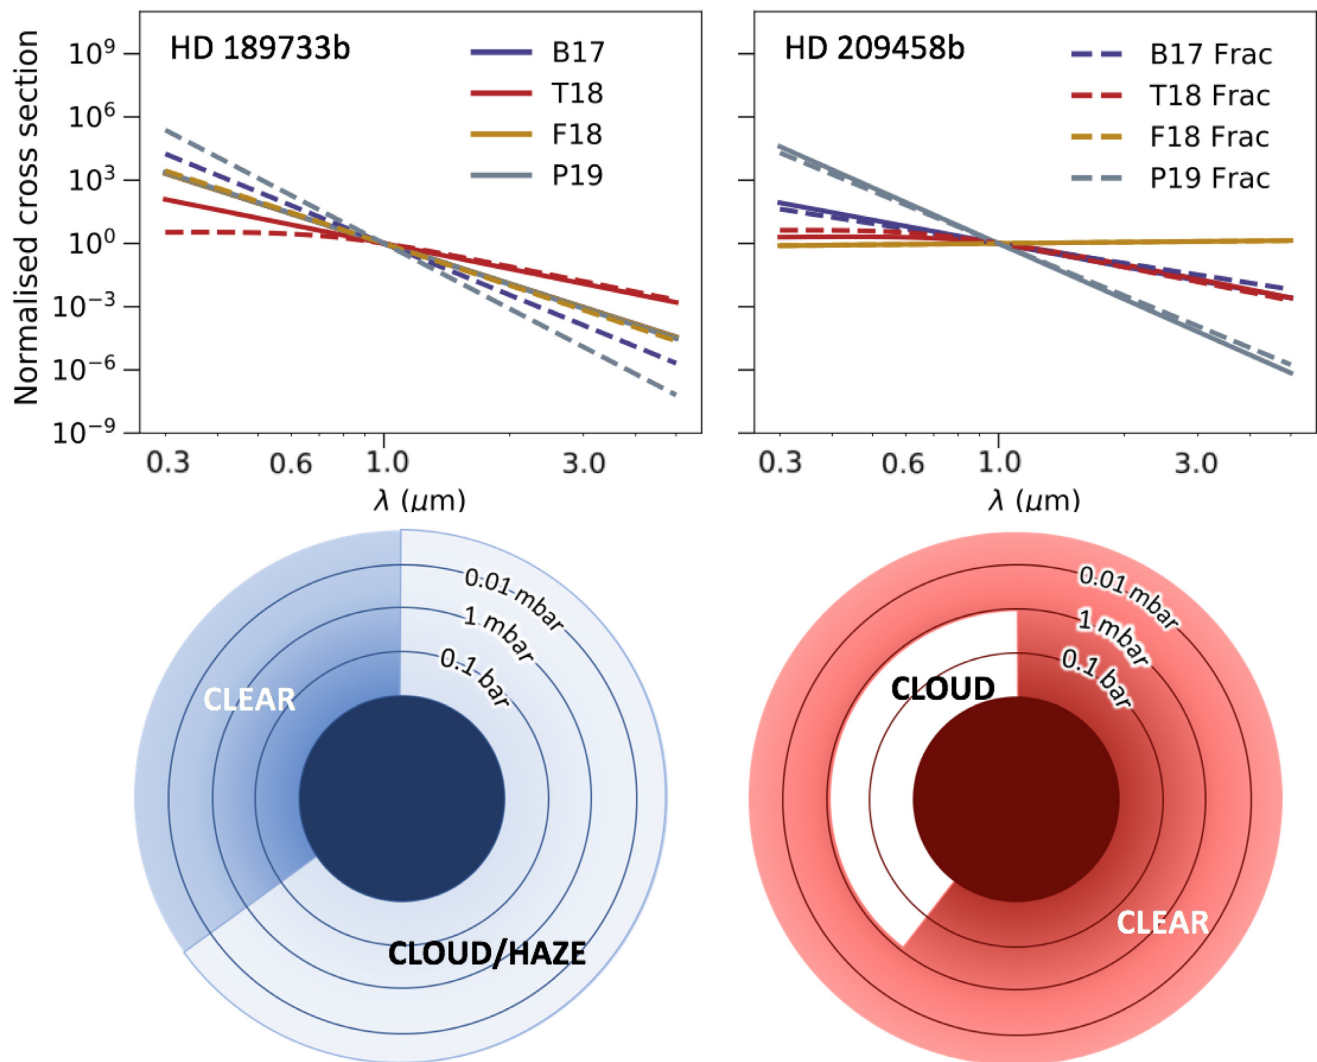 HD 189733b
B17
T18
F18
P19
Normalised cross section
10⁹
10⁶
10³
10⁰
10⁻³
10⁻⁶
10⁻⁹
0.3 0.6 1.0 3.0
λ (μm)
HD 209458b
B17 Frac
T18 Frac
F18 Frac
P19 Frac
0.3 0.6 1.0 3.0
λ (μm)
0.01 mbar
1 mbar
0.1 bar
CLEAR
CLOUD/HAZE
0.01 mbar
1 mbar
0.1 bar
CLOUD
CLEAR